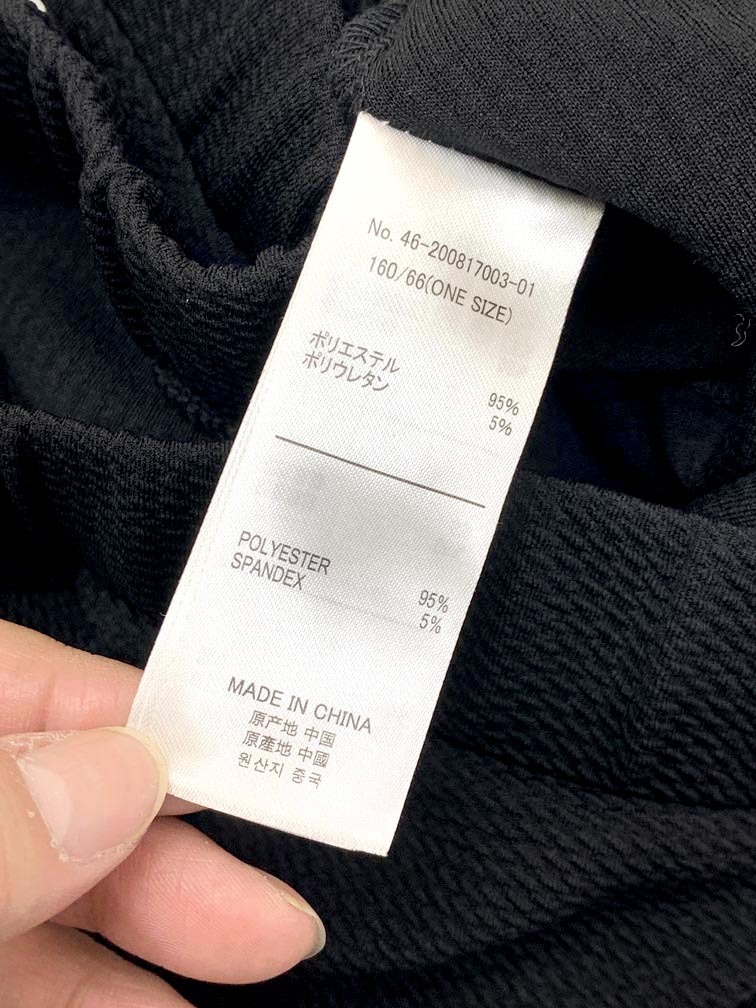 No. 46-200817003-01
160/66(ONE SIZE)
ポリエステル 95%
ポリウレタン 5%
POLYESTER 95%
SPANDEX 5%
MADE IN CHINA
原产地 中国
原產地 中國
원산지 중국